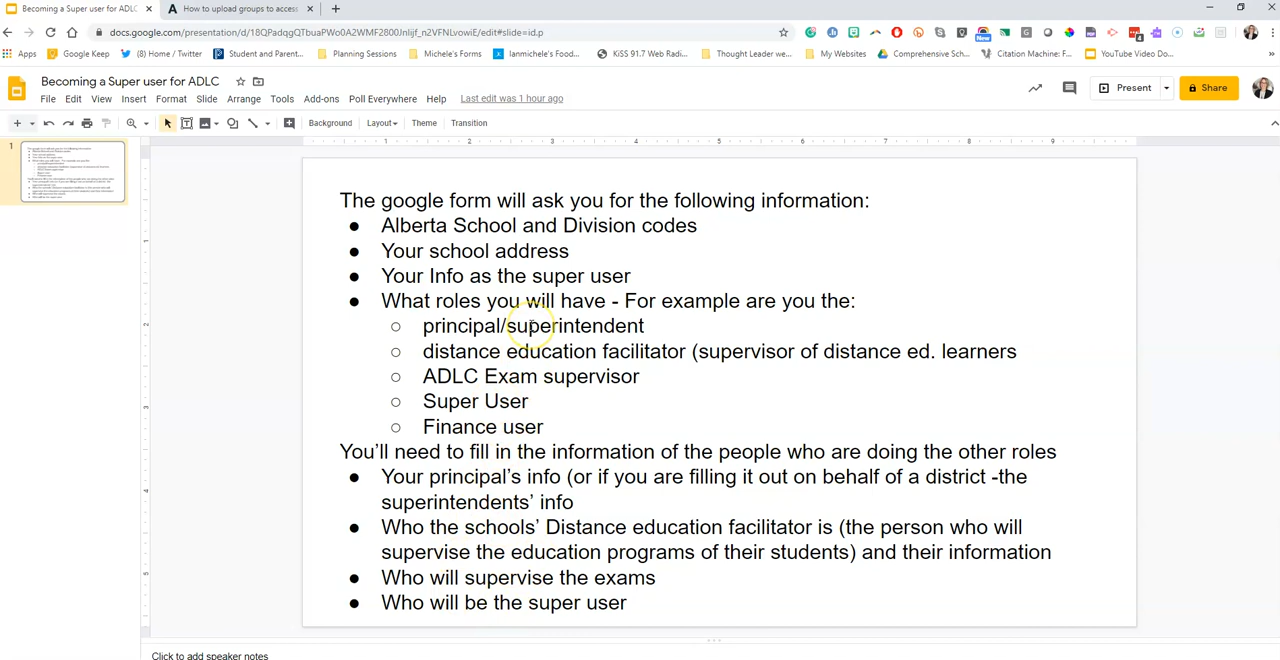 Becoming a Super user for ADLC
How to upload groups to access
docs.google.com/presentation/d/18QPadqgQTbuaPWo0A2WMF2800Jnlijf_n2VFNLvowiE/edit#slide=id.p
Apps
Google Keep
(8) Home / Twitter
Student and Parent...
Planning Sessions
Michelle's Forms
Ianmichele's Food...
KiSS 91.7 Web Radi...
Thought Leader we...
My Websites
Comprehensive Sch...
Citation Machine: F...
YouTube Video Do...
Becoming a Super user for ADLC
File Edit View Insert Format Slide Arrange Tools Add-ons Poll Everywhere Help Last edit was 1 hour ago
Present
Share
Background Layout Theme Transition
1
The google form will ask you for the following information:
● Alberta School and Division codes
● Your school address
● Your Info as the super user
● What roles you will have - For example are you the:
○ principal/superintendent
○ distance education facilitator (supervisor of distance ed. learners
○ ADLC Exam supervisor
○ Super User
○ Finance user
You'll need to fill in the information of the people who are doing the other roles
● Your principal's info (or if you are filling it out on behalf of a district -the
superintendents' info
● Who the schools' Distance education facilitator is (the person who will
supervise the education programs of their students) and their information
● Who will supervise the exams
● Who will be the super user
Click to add speaker notes